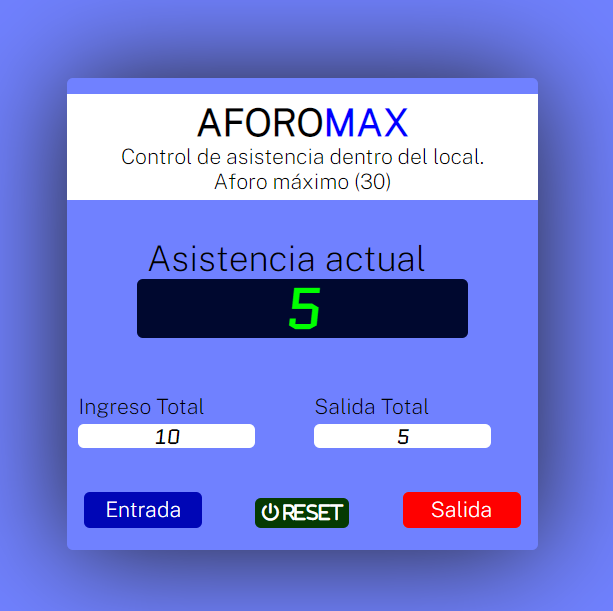 AFOROMAX
Control de asistencia dentro del local.
Aforo máximo (30)
Asistencia actual
5
Ingreso Total
Salida Total
10
5
Entrada
RESET
Salida